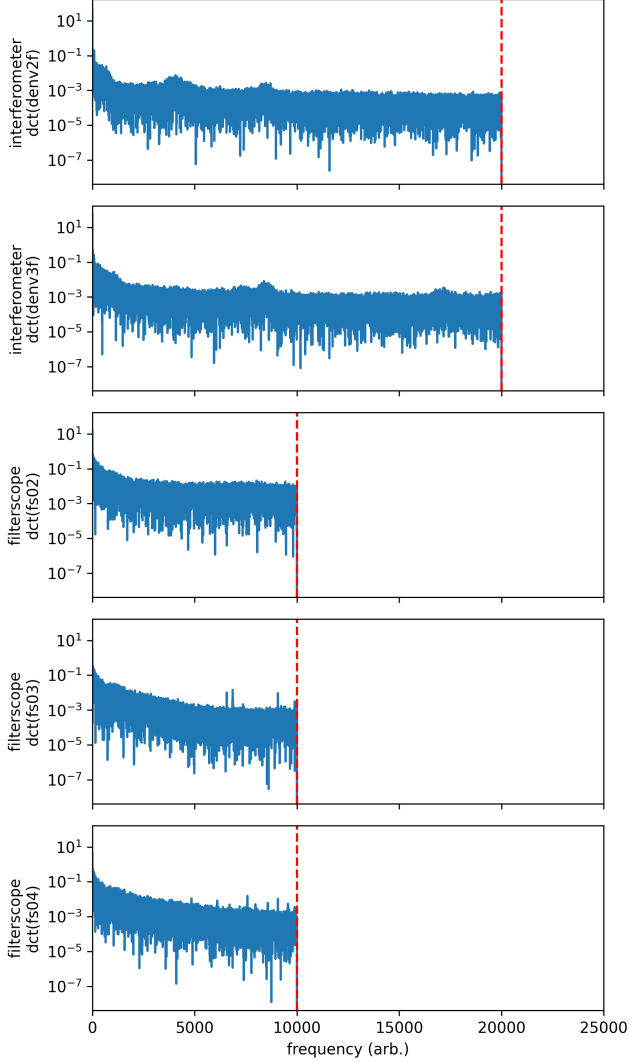 10¹
10⁻¹
10⁻³
10⁻⁵
10⁻⁷
interferometer
dct(denv2f)
10¹
10⁻¹
10⁻³
10⁻⁵
10⁻⁷
interferometer
dct(denv3f)
10¹
10⁻¹
10⁻³
10⁻⁵
10⁻⁷
filterscope
dct(fs02)
10¹
10⁻¹
10⁻³
10⁻⁵
10⁻⁷
filterscope
dct(fs03)
10¹
10⁻¹
10⁻³
10⁻⁵
10⁻⁷
filterscope
dct(fs04)
0 5000 10000 15000 20000 25000
frequency (arb.)